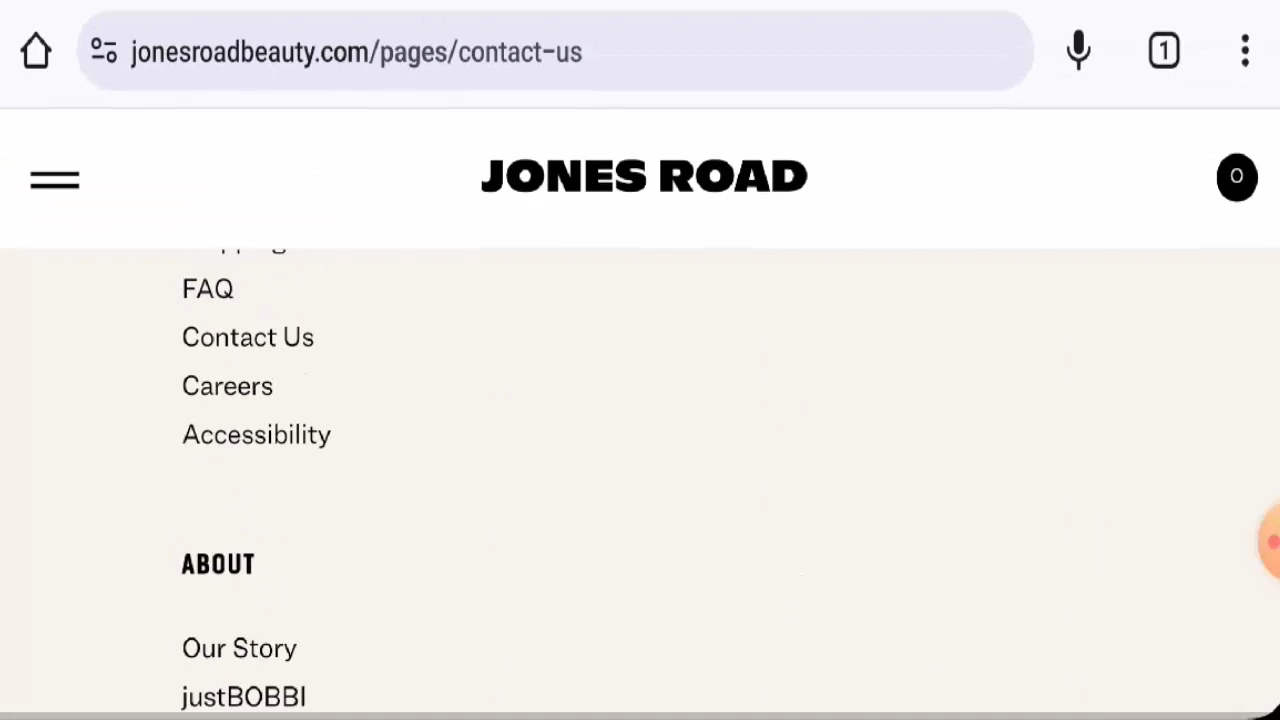 jonesroadbeauty.com/pages/contact-us
1
JONES ROAD
0
FAQ
Contact Us
Careers
Accessibility
ABOUT
Our Story
justBOBBI